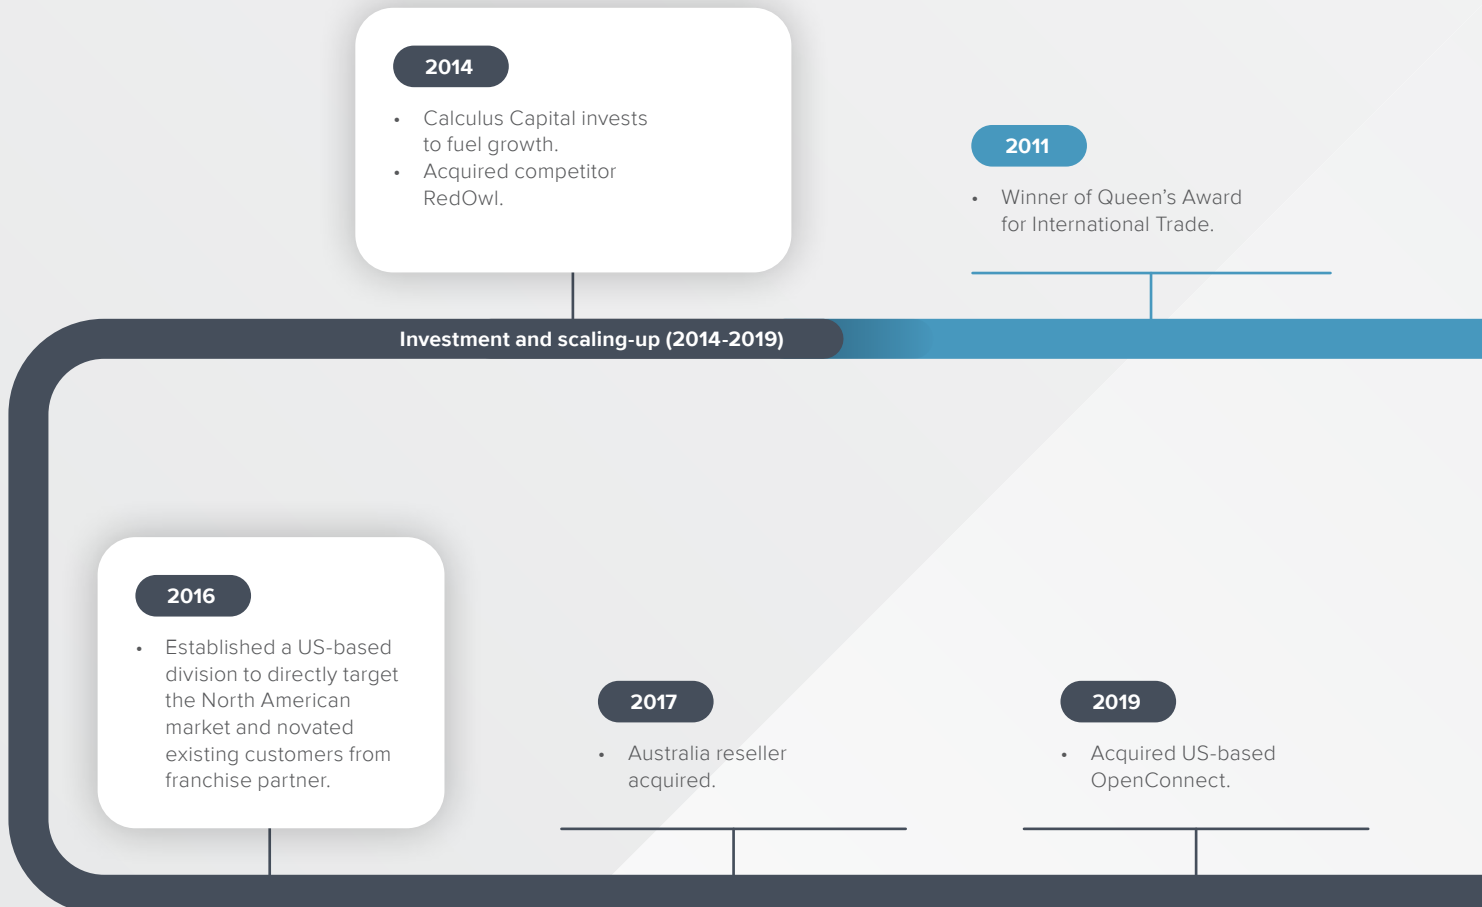 2014
• Calculus Capital invests
to fuel growth.
• Acquired competitor
RedOwl.
2011
• Winner of Queen’s Award
for International Trade.
Investment and scaling-up (2014-2019)
2016
• Established a US-based
division to directly target
the North American
market and novated
existing customers from
franchise partner.
2017
• Australia reseller
acquired.
2019
• Acquired US-based
OpenConnect.